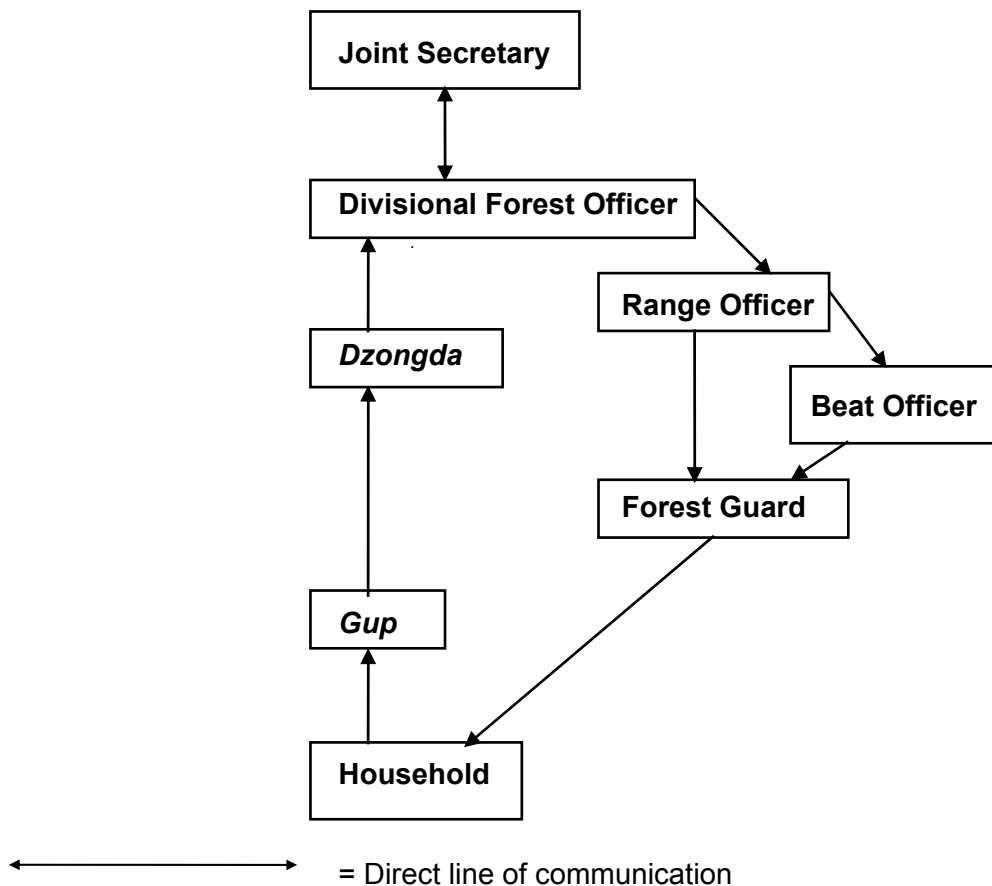 Joint Secretary
Divisional Forest Officer
Range Officer
Dzongda
Beat Officer
Forest Guard
Gup
Household
= Direct line of communication